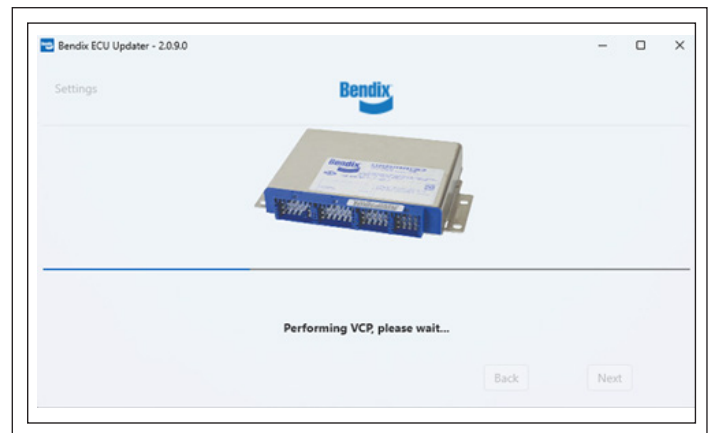 Bendix ECU Updater - 2.0.9.0
Settings
Bendix
Bendix
Performing VCP, please wait...
Back
Next